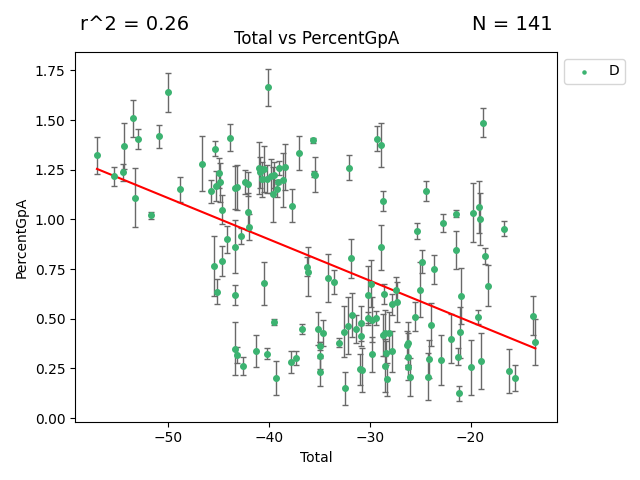 r^2 = 0.26
N = 141
Total vs PercentGpA
D
PercentGpA
1.75
1.50
1.25
1.00
0.75
0.50
0.25
0.00
−50
−40
−30
−20
Total